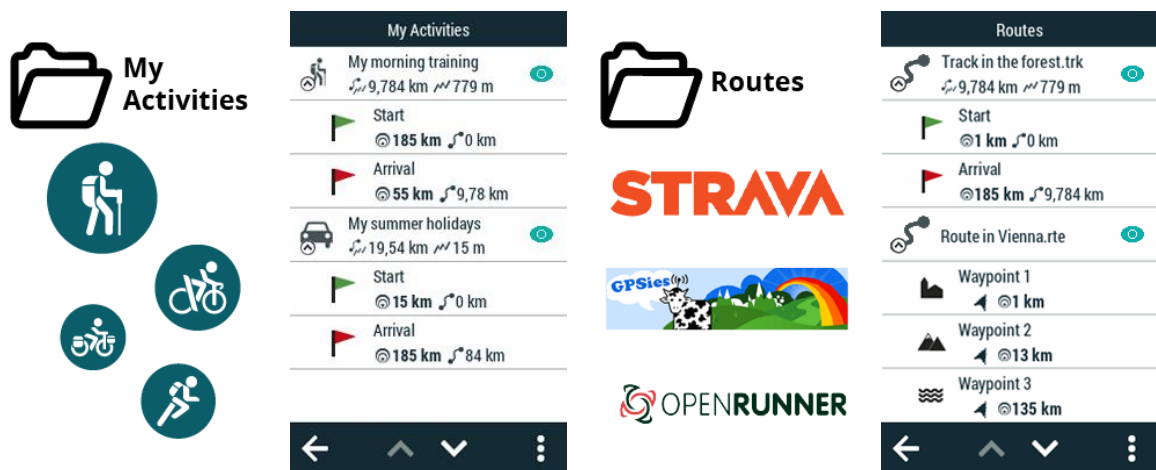 My
Activities
My Activities
My morning training
9,784 km 779 m
Start
185 km 0 km
Arrival
55 km 9,78 km
My summer holidays
19,54 km 15 m
Start
15 km 0 km
Arrival
185 km 84 km
Routes
STRAVA
GPSies
OPENRUNNER
Routes
Track in the forest.trk
9,784 km 779 m
Start
1 km 0 km
Arrival
185 km 9,784 km
Route in Vienna.rte
Waypoint 1
1 km
Waypoint 2
13 km
Waypoint 3
135 km